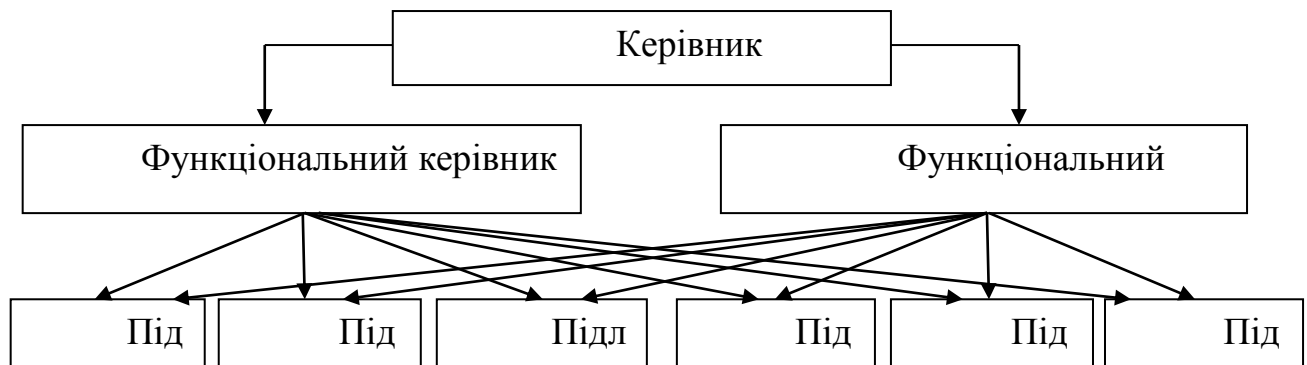 Керівник
Функціональний керівник
Функціональний
Під
Під
Підл
Під
Під
Під